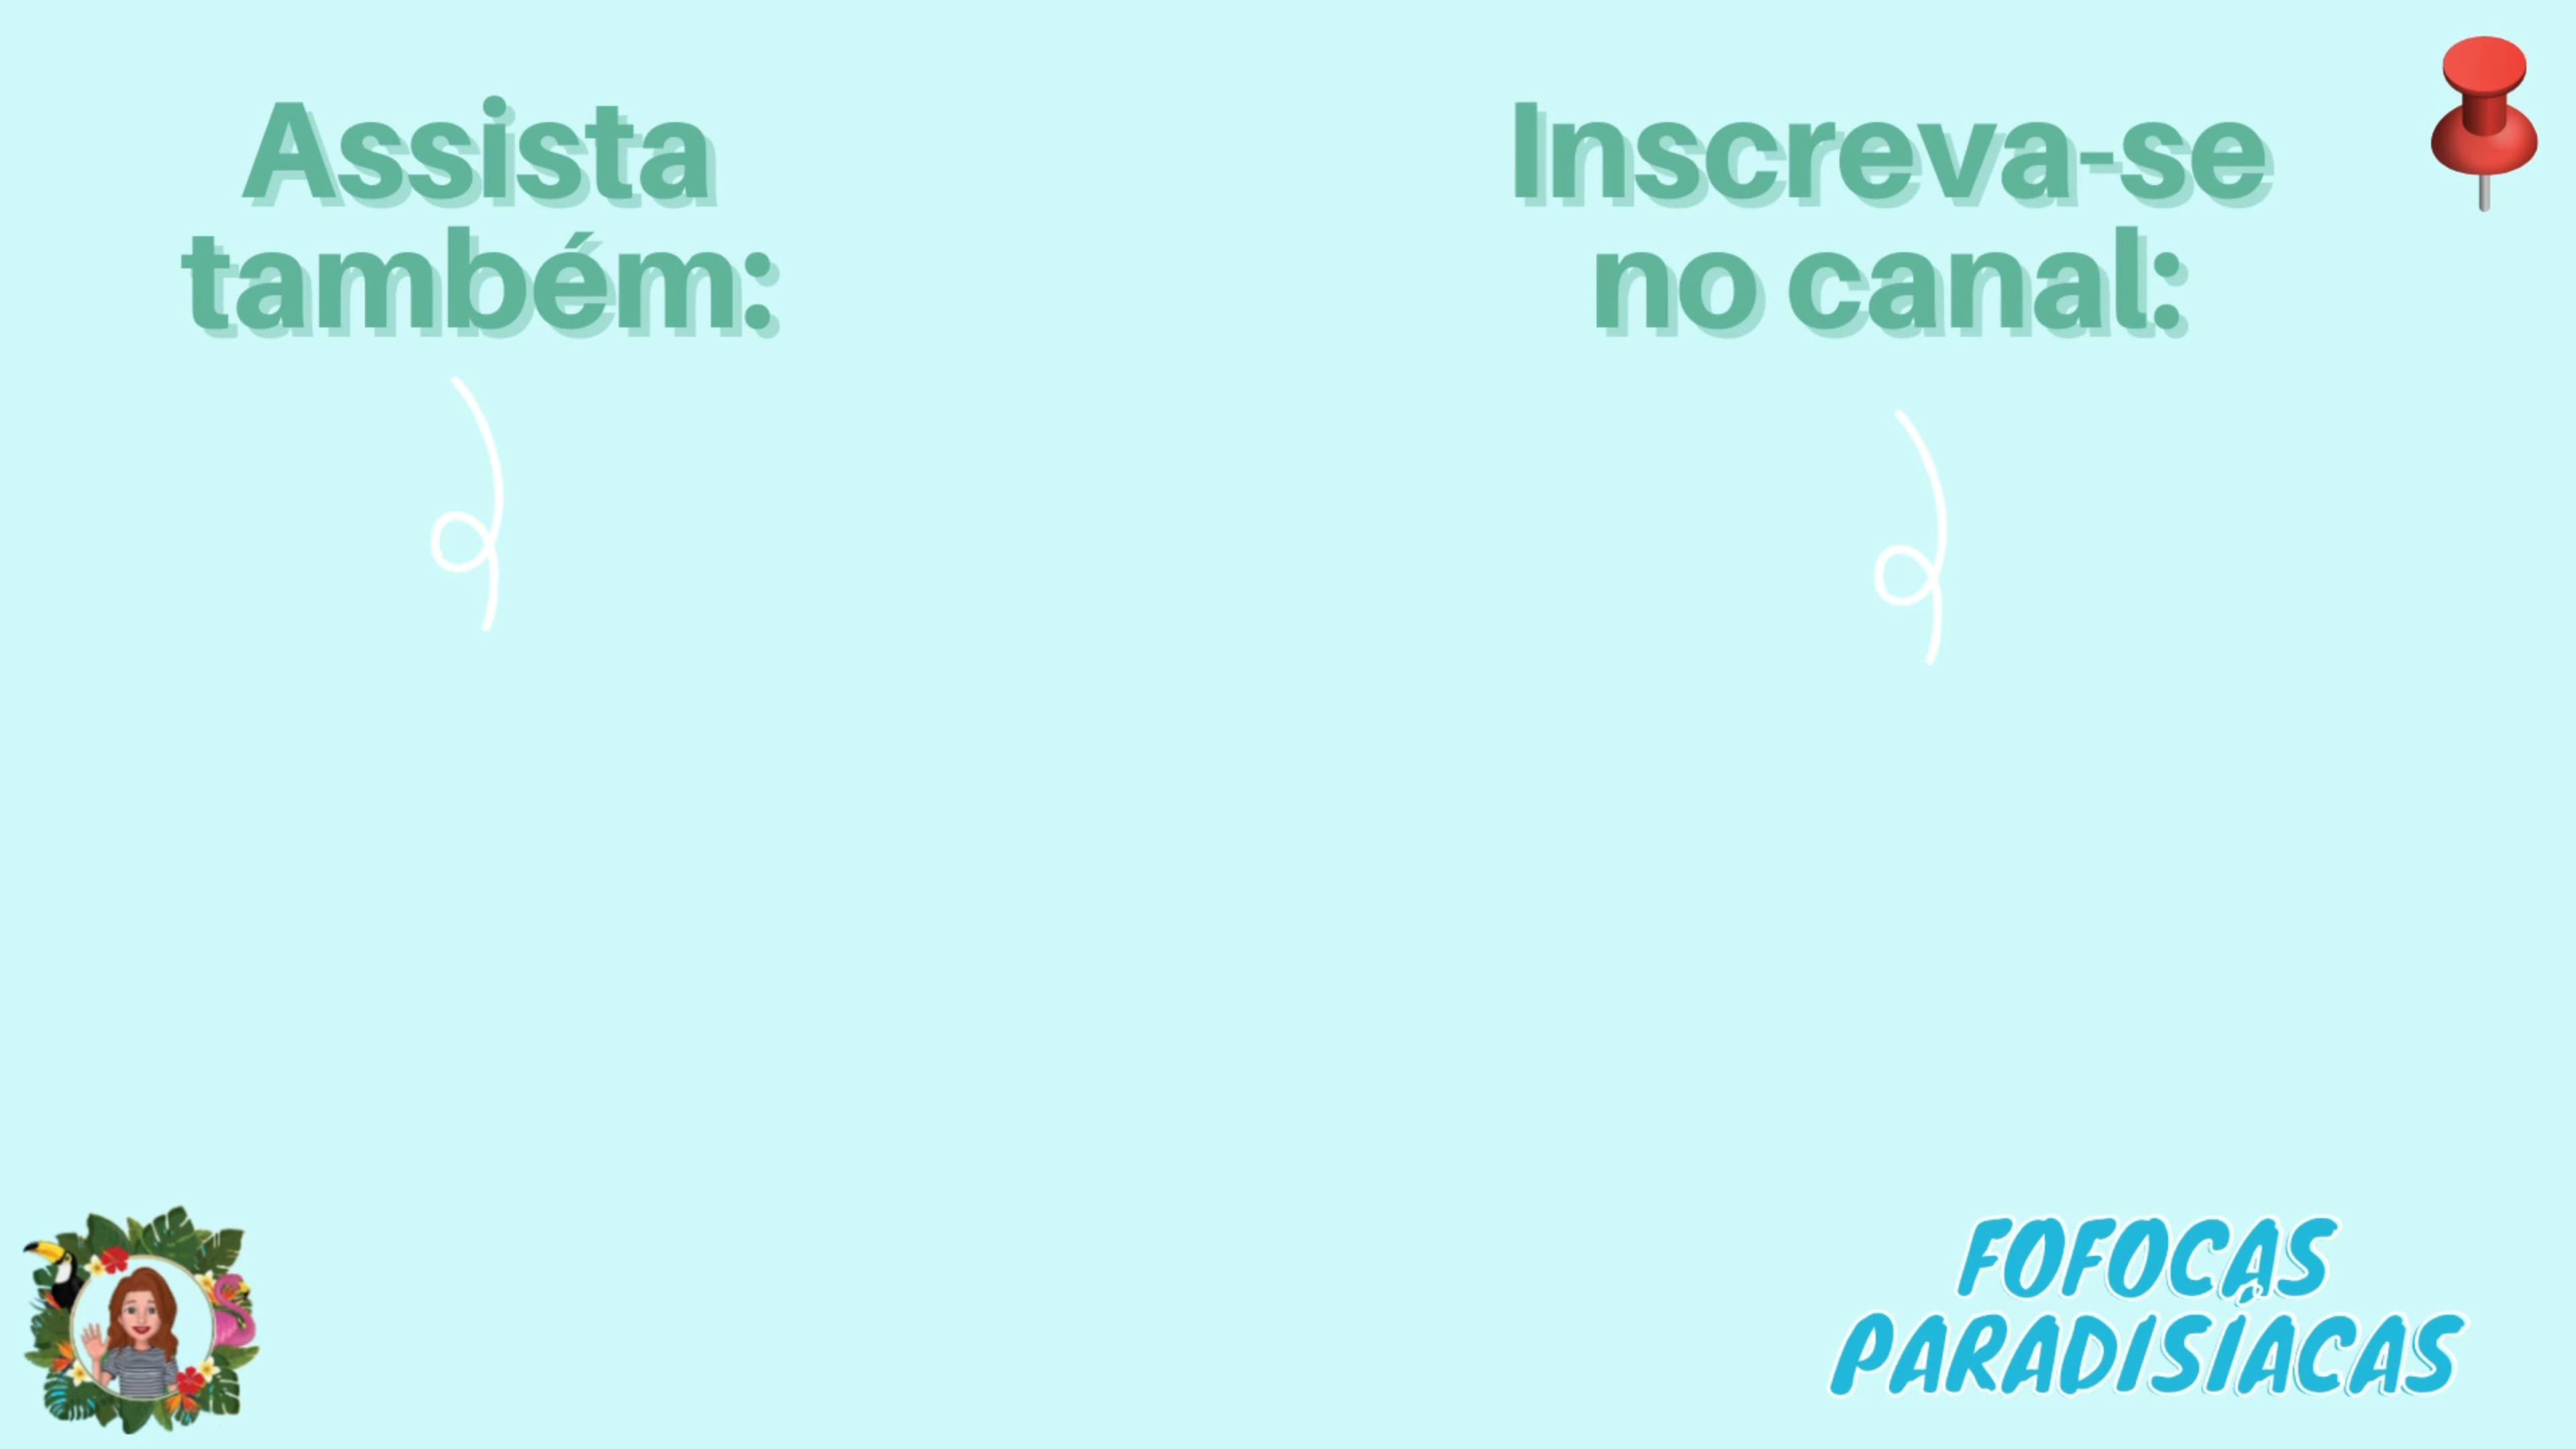 Assista
também:
Inscreva-se
no canal:
FOFOCAS
PARADISÍACAS